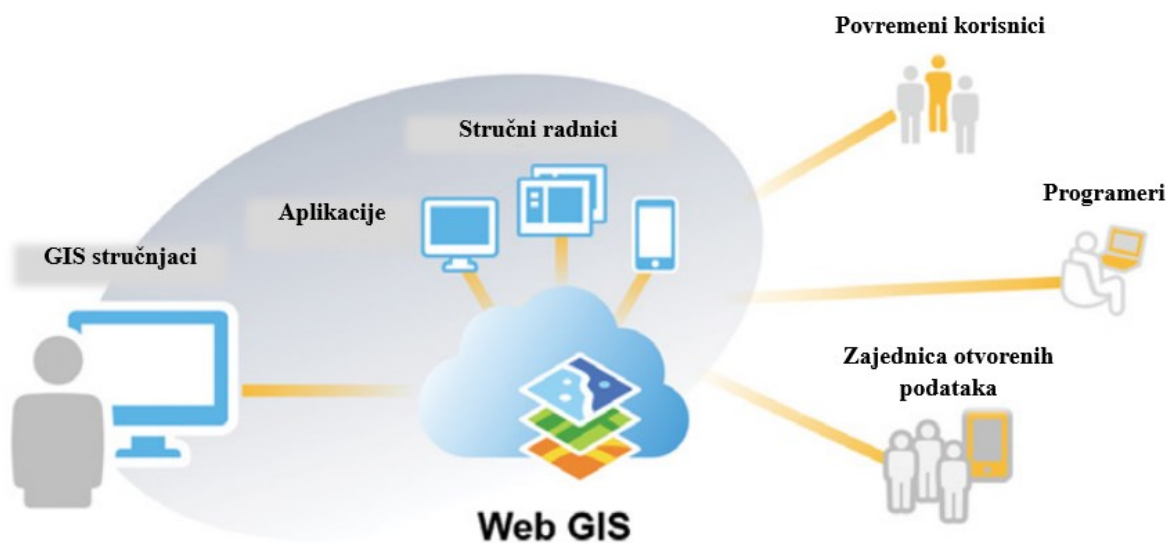 Povremeni korisnici
Stručni radnici
Aplikacije
Programeri
GIS stručnjaci
Zajednica otvorenih
podataka
Web GIS